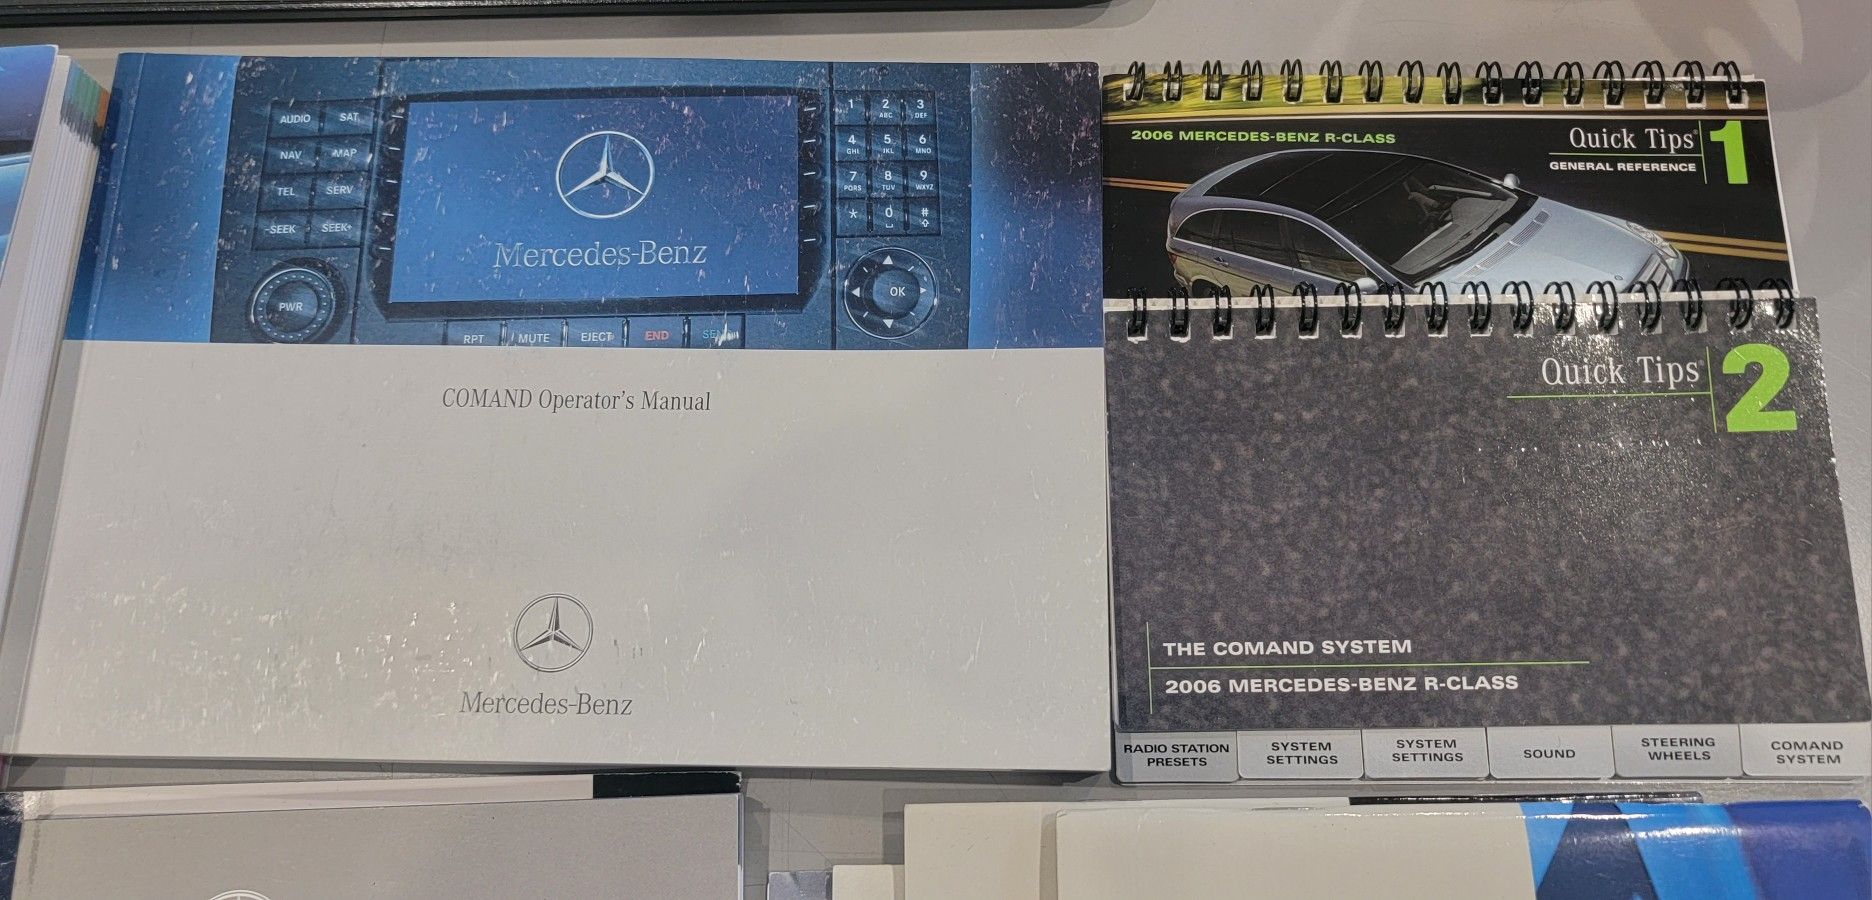 AUDIO SAT
NAV MAP
TEL SERV
-SEEK SEEK+
PWR
Mercedes-Benz
1 2 3
ABC DEF
4 5 6
GHI JKL MNO
7 8 9
PQRS TUV WXYZ
* 0 #
OK
RPT MUTE EJECT END
COMAND Operator's Manual
Mercedes-Benz
2006 MERCEDES-BENZ R-CLASS
Quick Tips 1
GENERAL REFERENCE
Quick Tips 2
THE COMAND SYSTEM
2006 MERCEDES-BENZ R-CLASS
RADIO STATION
PRESETS
SYSTEM
SETTINGS
SYSTEM
SETTINGS
SOUND
STEERING
WHEELS
COMAND
SYSTEM